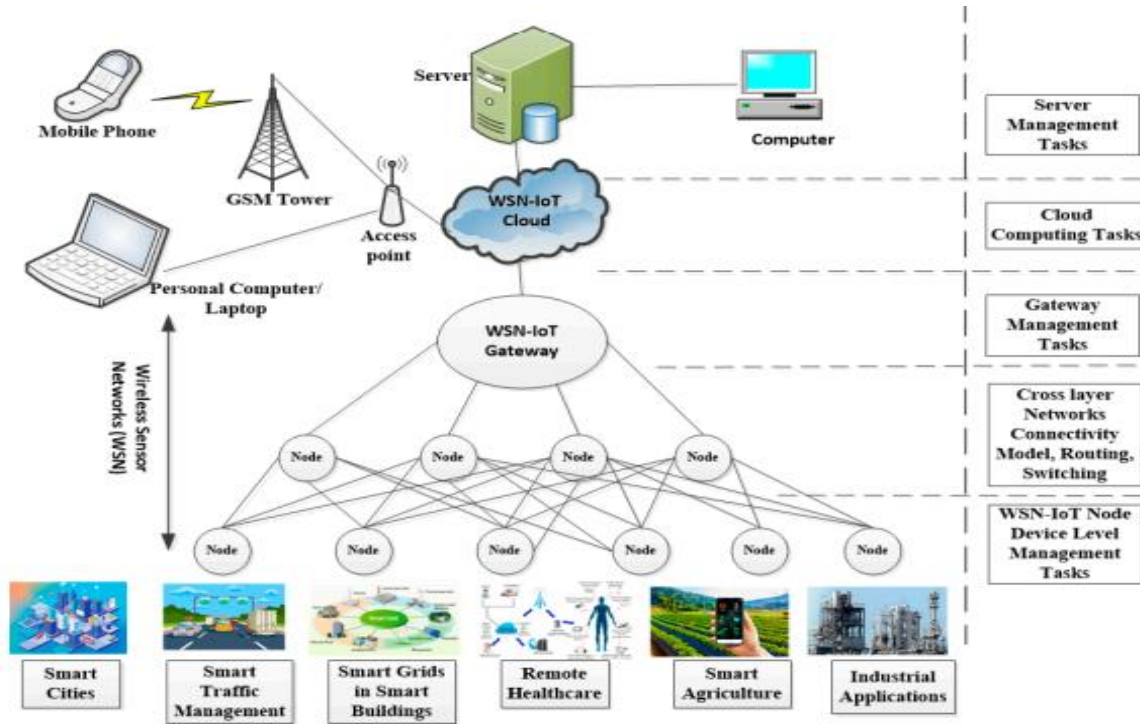 Server
Mobile Phone
Computer
GSM Tower
WSN-IoT
Cloud
Access
point
Personal Computer/
Laptop
WSN-IoT
Gateway
Wireless Sensor
Networks (WSN)
Node
Node
Node
Node
Node
Node
Node
Node
Node
Node
Smart
Cities
Smart
Traffic
Management
Smart Grids
in Smart
Buildings
Remote
Healthcare
Smart
Agriculture
Industrial
Applications
Server
Management
Tasks
Cloud
Computing Tasks
Gateway
Management
Tasks
Cross layer
Networks
Connectivity
Model, Routing,
Switching
WSN-IoT Node
Device Level
Management
Tasks